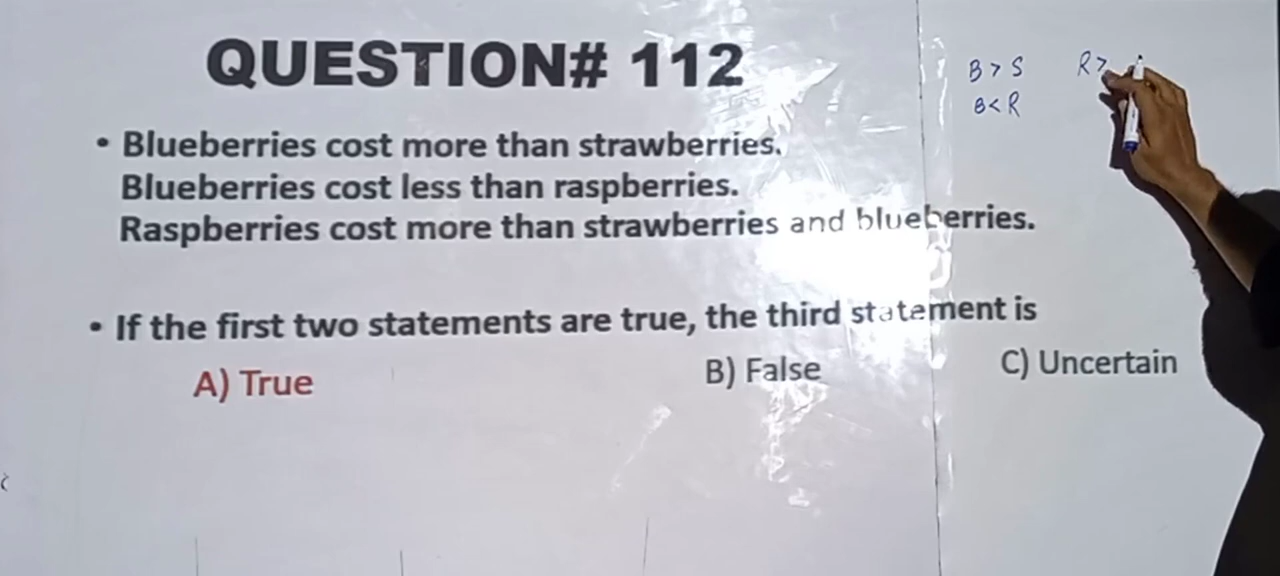 QUESTION# 112
• Blueberries cost more than strawberries.
Blueberries cost less than raspberries.
Raspberries cost more than strawberries and blueberries.
• If the first two statements are true, the third statement is
A) True B) False C) Uncertain
B > S R >
B < R